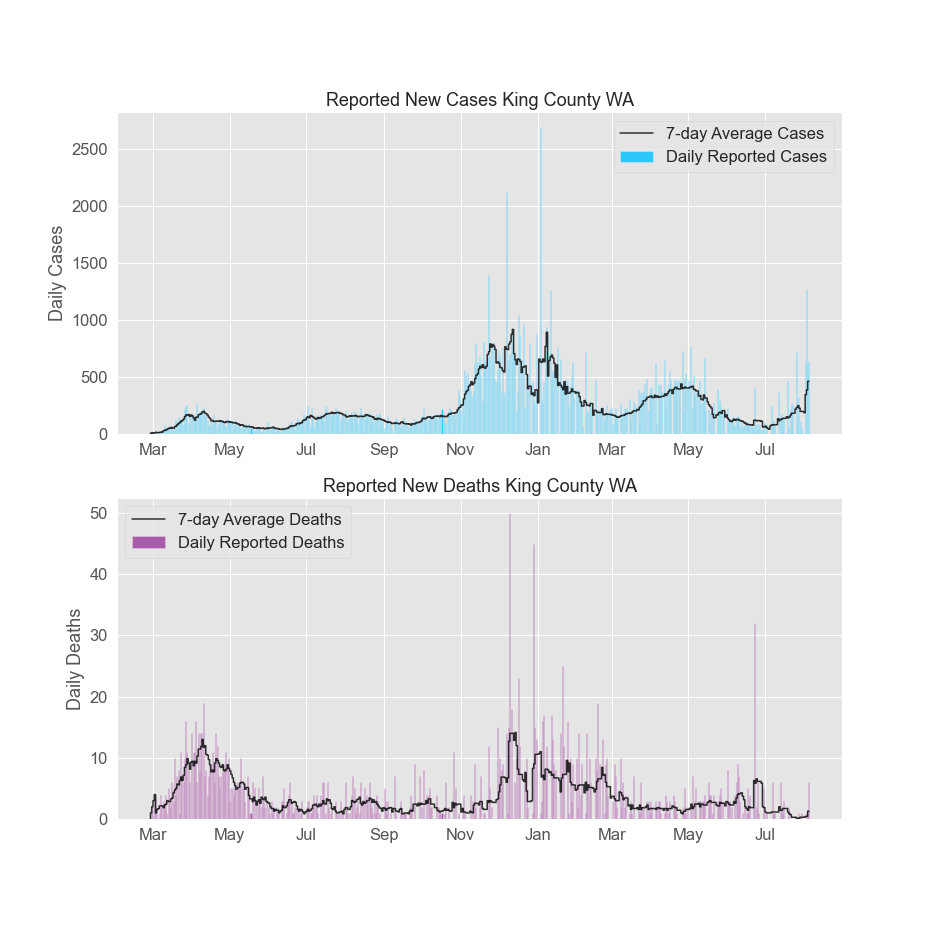 Reported New Cases King County WA
7-day Average Cases
Daily Reported Cases
Daily Cases
2500
2000
1500
1000
500
0
Mar May Jul Sep Nov Jan Mar May Jul
Reported New Deaths King County WA
7-day Average Deaths
Daily Reported Deaths
Daily Deaths
50
40
30
20
10
0
Mar May Jul Sep Nov Jan Mar May Jul